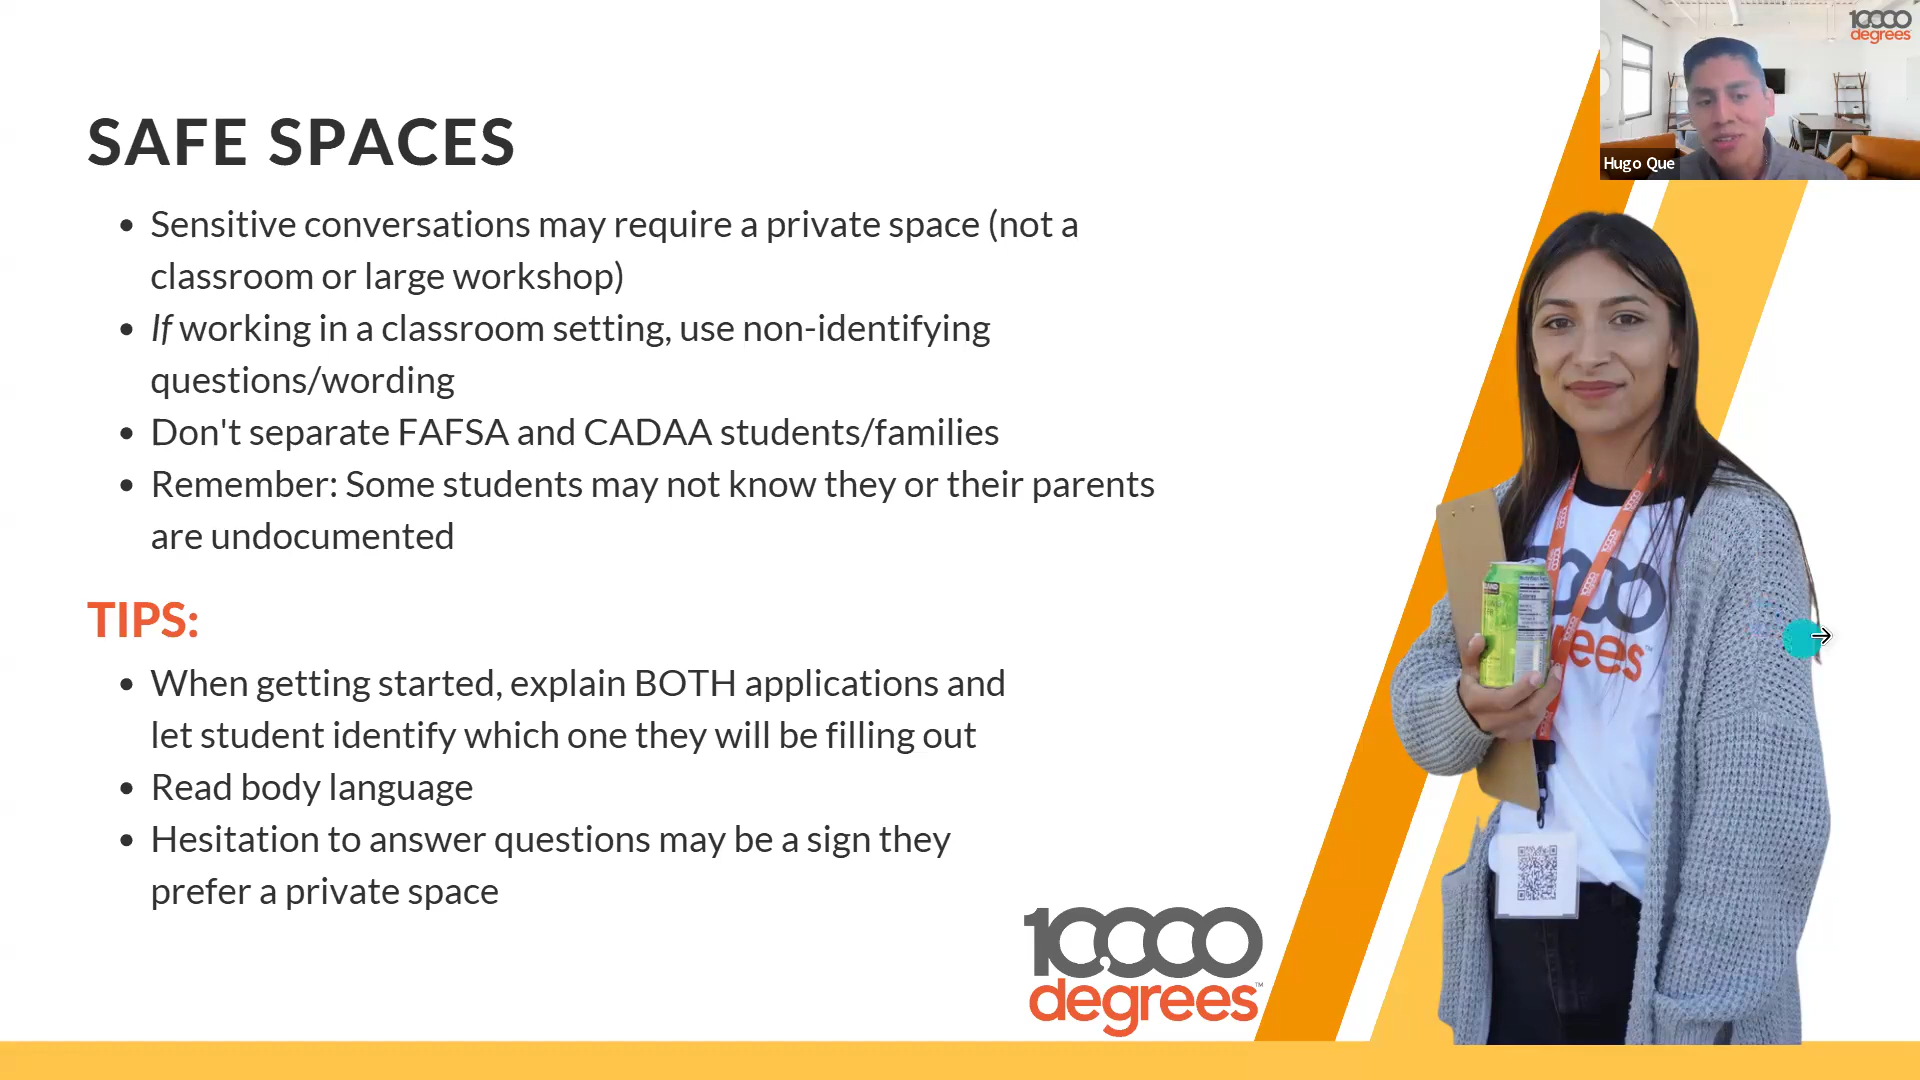 10,000
degrees
Hugo Que
SAFE SPACES
• Sensitive conversations may require a private space (not a
classroom or large workshop)
• If working in a classroom setting, use non-identifying
questions/wording
• Don't separate FAFSA and CADAA students/families
• Remember: Some students may not know they or their parents
are undocumented
TIPS:
• When getting started, explain BOTH applications and
let student identify which one they will be filling out
• Read body language
• Hesitation to answer questions may be a sign they
prefer a private space
10,000
degrees™